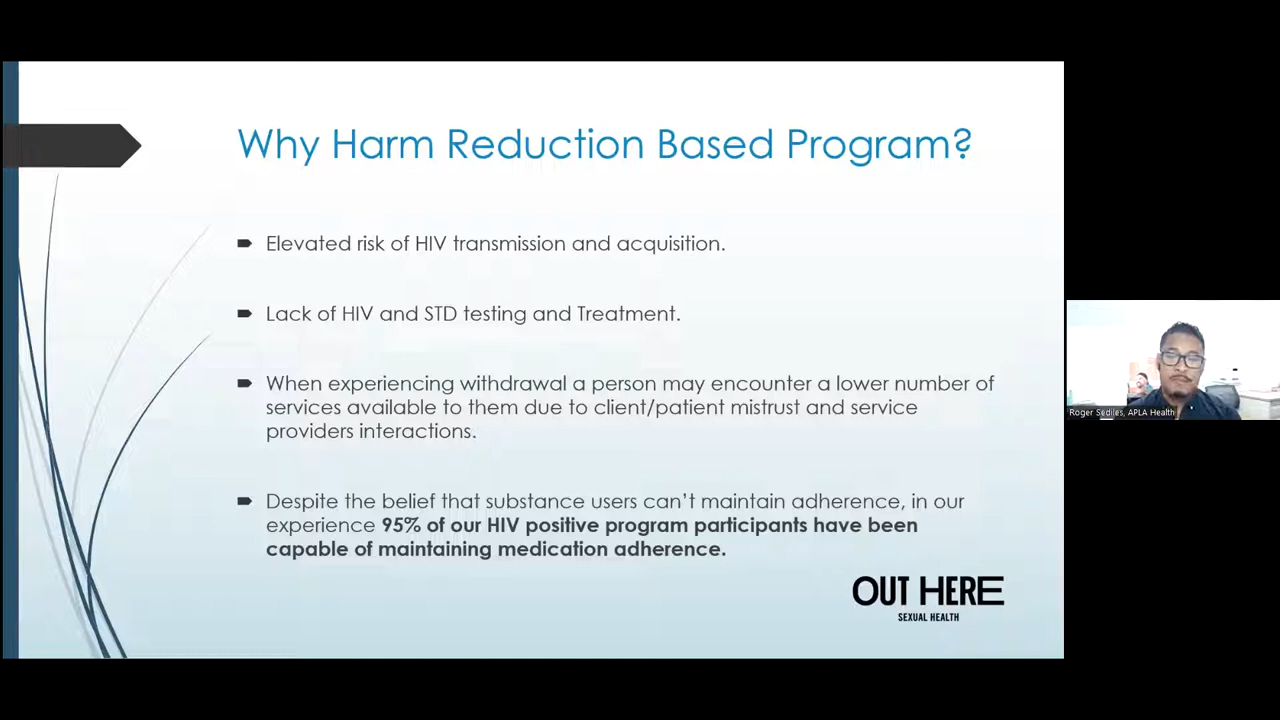 Why Harm Reduction Based Program?
Elevated risk of HIV transmission and acquisition.
Lack of HIV and STD testing and Treatment.
When experiencing withdrawal a person may encounter a lower number of
services available to them due to client/patient mistrust and service
providers interactions.
Despite the belief that substance users can’t maintain adherence, in our
experience 95% of our HIV positive program participants have been
capable of maintaining medication adherence.
OUT HERE
SEXUAL HEALTH
Roger Sediles, APLA Health